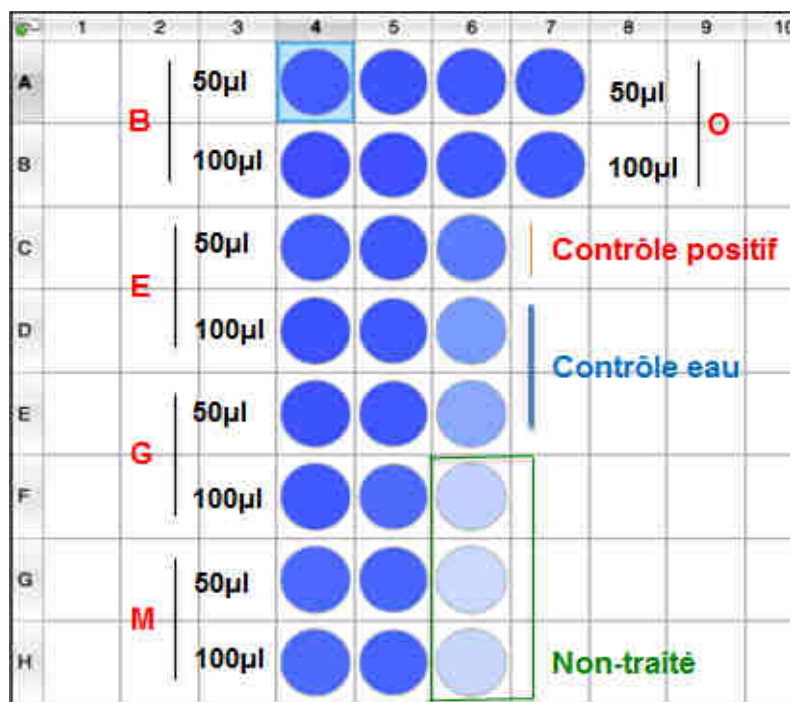 1 2 3 4 5 6 7 8 9 10
A 50µl 50µl
B O
B 100µl 100µl
C 50µl Contrôle positif
E
D 100µl
Contrôle eau
E 50µl
G
F 100µl
G 50µl
M
H 100µl Non-traité